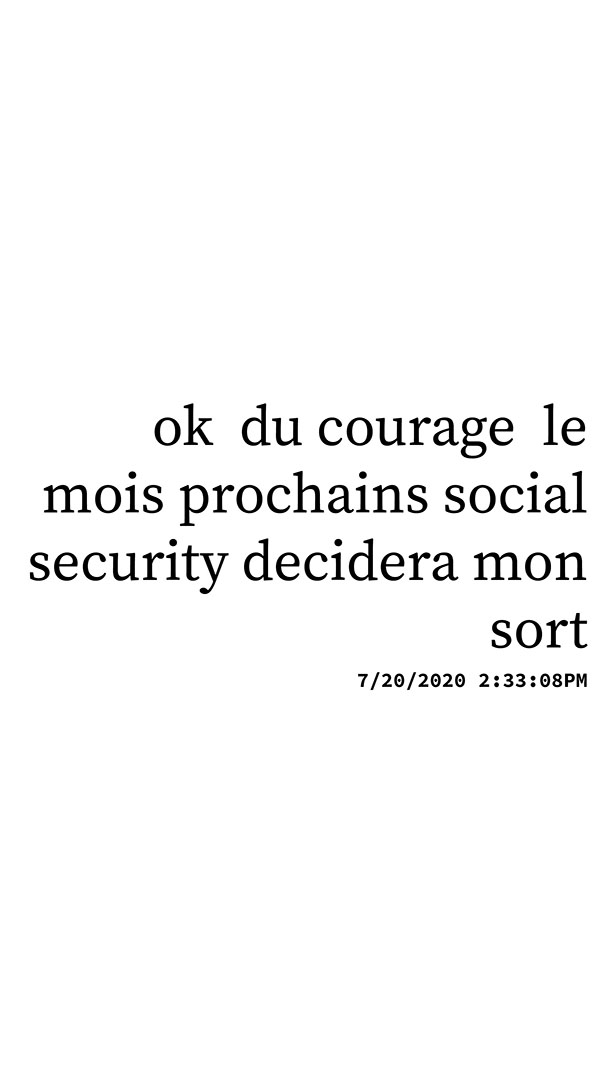 ok  du courage  le
mois prochains social
security decidera mon
sort
7/20/2020 2:33:08PM